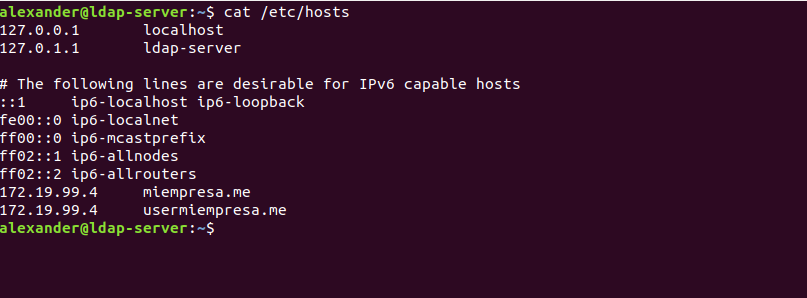 alexander@ldap-server:~$ cat /etc/hosts
127.0.0.1       localhost
127.0.1.1       ldap-server

# The following lines are desirable for IPv6 capable hosts
::1     ip6-localhost ip6-loopback
fe00::0 ip6-localnet
ff00::0 ip6-mcastprefix
ff02::1 ip6-allnodes
ff02::2 ip6-allrouters
172.19.99.4     miempresa.me
172.19.99.4     usermiempresa.me
alexander@ldap-server:~$